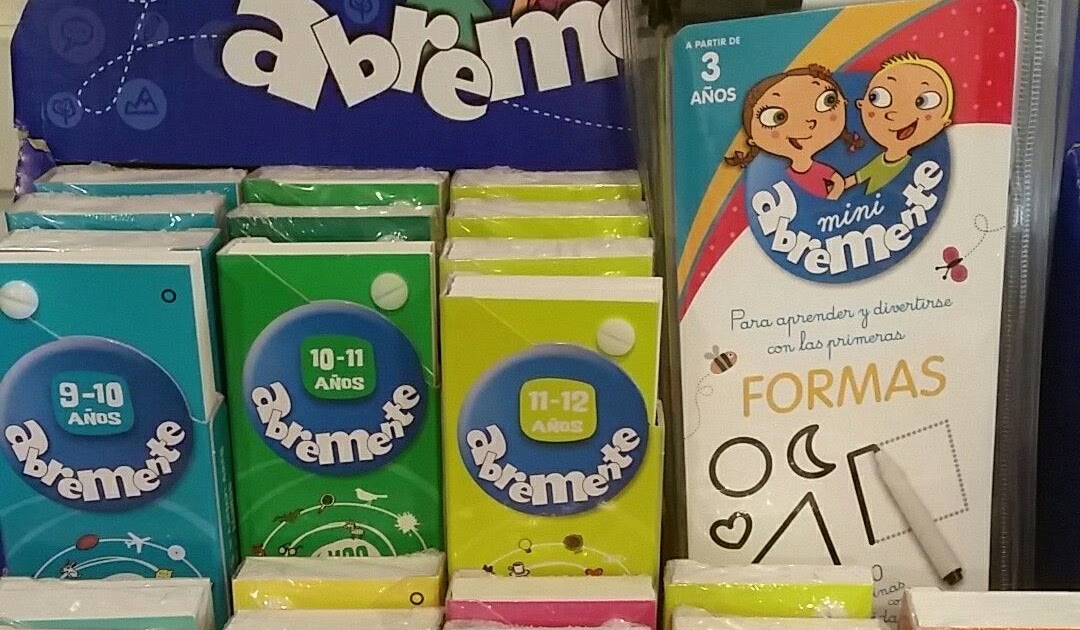 abreme
A PARTIR DE
3
AÑOS
mini
abremente
Para aprender y divertirse
con las primeras
FORMAS
9-10
AÑOS
abremente
10-11
AÑOS
abremente
11-12
AÑOS
abremente